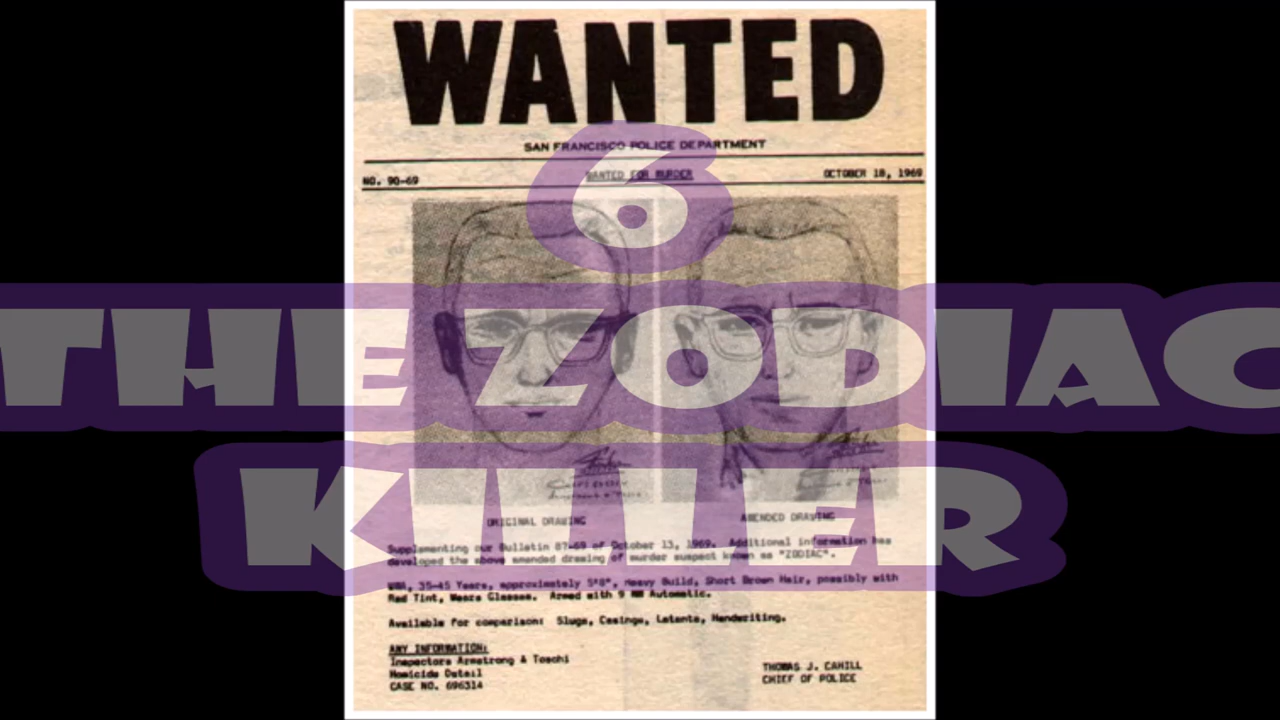 WANTED
SAN FRANCISCO POLICE DEPARTMENT
NO. 90-69 WANTED FOR MURDER OCTOBER 18, 1969
6
THE ZODIAC
KILLER
ORIGINAL DRAWING AMENDED DRAWING
Supplementing our Bulletin 87-69 of October 13, 1969. Additional information has
developed the above amended drawing of murder suspect known as "ZODIAC".
WMA, 35-45 Years, approximately 5'8", Heavy Build, Short Brown Hair, possibly with
Red Tint, Wears Glasses. Armed with 9 MM Automatic.
Available for comparison: Slugs, Casings, Latents, Handwriting.
ANY INFORMATION:
Inspectors Armstrong & Toschi
Homicide Detail
CASE NO. 696314
THOMAS J. CAHILL
CHIEF OF POLICE